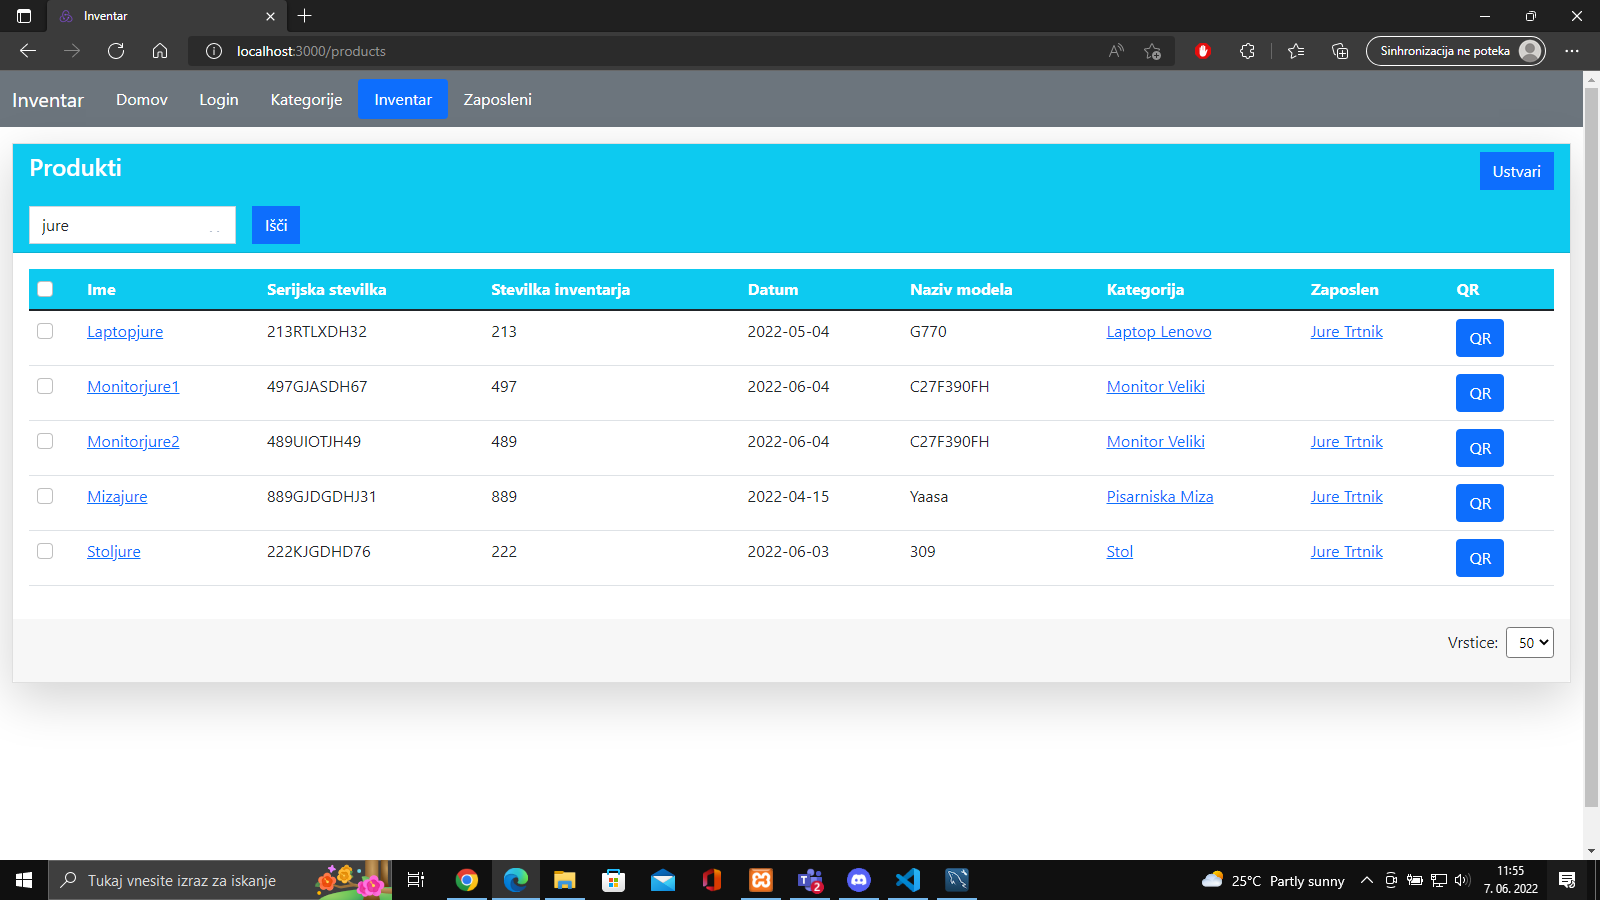 Inventar
localhost:3000/products
Sinhronizacija ne poteka
Inventar Domov Login Kategorije Inventar Zaposleni
Produkti
Ustvari
jure
Išči
Ime Serijska stevilka Stevilka inventarja Datum Naziv modela Kategorija Zaposlen QR
Laptopjure 213RTLXDH32 213 2022-05-04 G770 Laptop Lenovo Jure Trtnik QR
Monitorjure1 497GJASDH67 497 2022-06-04 C27F390FH Monitor Veliki QR
Monitorjure2 489UIOTJH49 489 2022-06-04 C27F390FH Monitor Veliki Jure Trtnik QR
Mizajure 889GJDGDHJ31 889 2022-04-15 Yaasa Pisarniska Miza Jure Trtnik QR
Stoljure 222KJGDHD76 222 2022-06-03 309 Stol Jure Trtnik QR
Vrstice: 50
Tukaj vnesite izraz za iskanje
2
25°C Partly sunny
11:55
7. 06. 2022